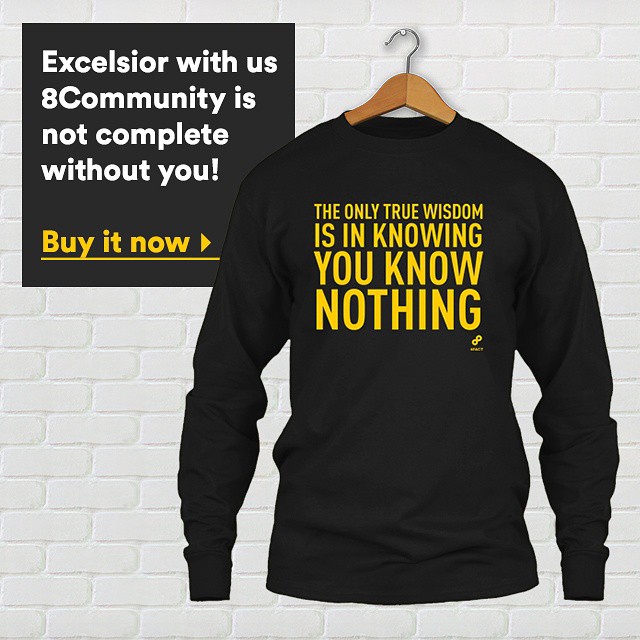 Excelsior with us
8Community is
not complete
without you!
Buy it now
THE ONLY TRUE WISDOM
IS IN KNOWING
YOU KNOW
NOTHING
8FACT